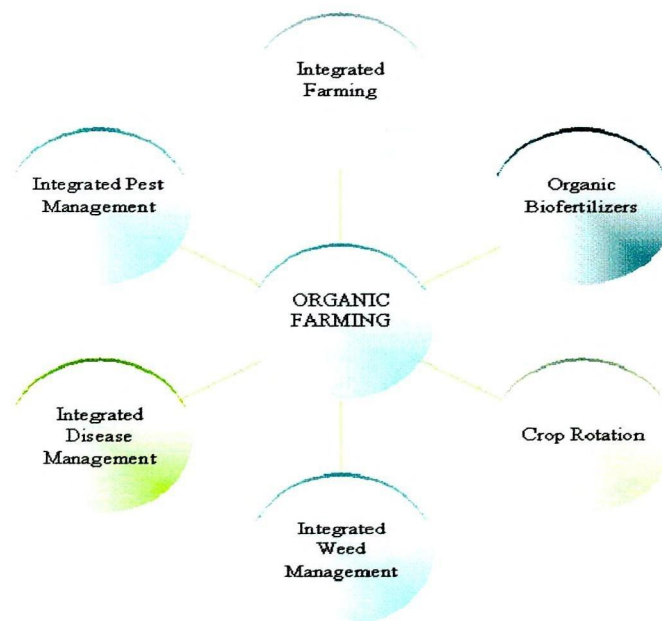 Integrated
Farming
Integrated Pest
Management
Organic
Biofertilizers
ORGANIC
FARMING
Integrated
Disease
Management
Crop Rotation
Integrated
Weed
Management